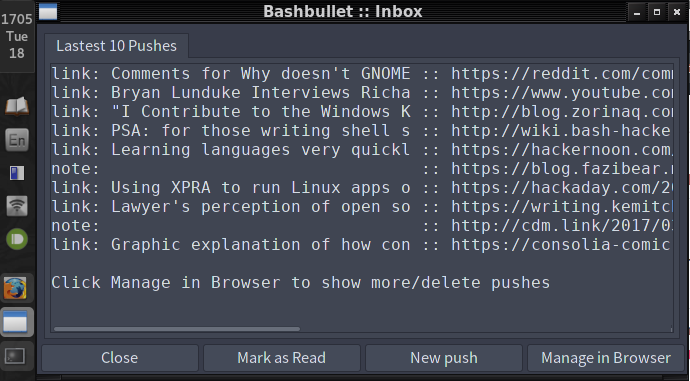 1705
Tue
18
En
Bashbullet :: Inbox
Lastest 10 Pushes
link: Comments for Why doesn't GNOME :: https://reddit.com/com
link: Bryan Lunduke Interviews Richa :: https://www.youtube.co
link: "I Contribute to the Windows K :: http://blog.zorinaq.co
link: PSA: for those writing shell s :: http://wiki.bash-hacke
link: Learning languages very quickl :: https://hackernoon.com/
note: :: https://blog.fazibear.
link: Using XPRA to run Linux apps o :: https://hackaday.com/20
link: Lawyer's perception of open so :: https://writing.kemitc
note: :: http://cdm.link/2017/03
link: Graphic explanation of how con :: https://consolia-comic
Click Manage in Browser to show more/delete pushes
Close
Mark as Read
New push
Manage in Browser